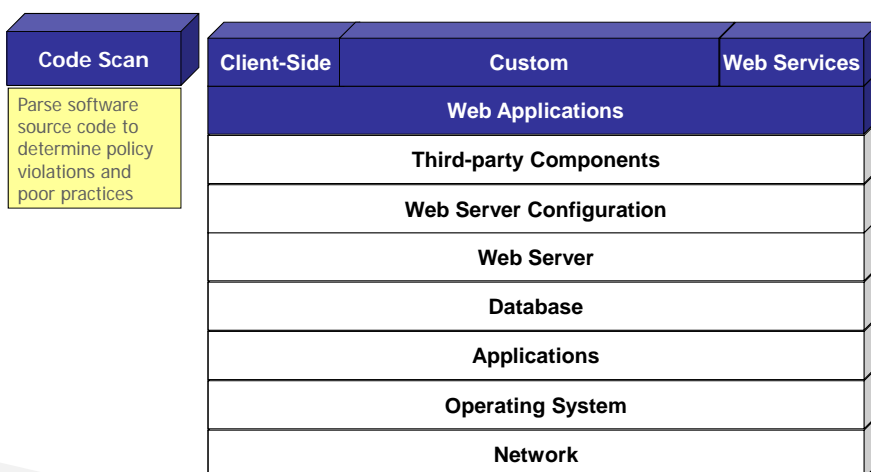 Code Scan
Parse software
source code to
determine policy
violations and
poor practices
Client-Side
Custom
Web Services
Web Applications
Third-party Components
Web Server Configuration
Web Server
Database
Applications
Operating System
Network